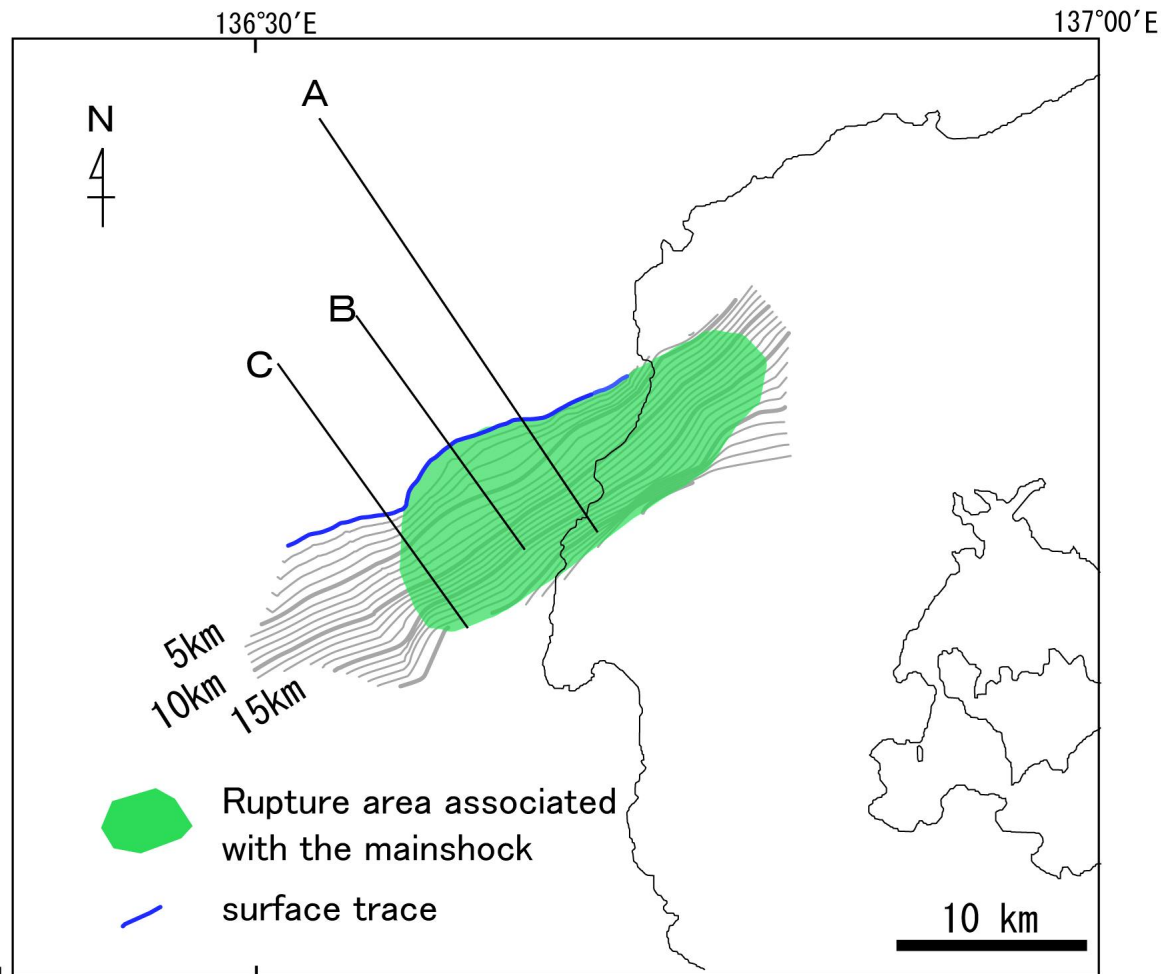 136°30′E
137°00′E
A
N
B
C
5km
10km
15km
Rupture area associated
with the mainshock
surface trace
10 km